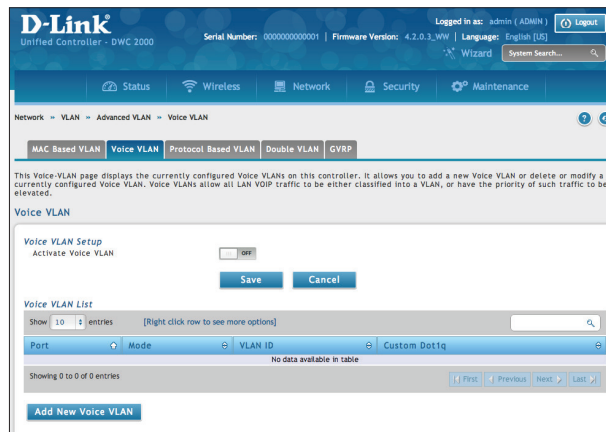 D-Link®
Unified Controller - DWC 2000
Logged in as: admin ( ADMIN ) Logout
Serial Number: 0000000000001 | Firmware Version: 4.2.0.3_WW | Language: English [US]
Wizard System Search...
Status Wireless Network Security Maintenance
Network » VLAN » Advanced VLAN » Voice VLAN ?
MAC Based VLAN Voice VLAN Protocol Based VLAN Double VLAN GVRP
This Voice-VLAN page displays the currently configured Voice VLANs on this controller. It allows you to add a new Voice VLAN or delete or modify a
currently configured Voice VLAN. Voice VLANs allow all LAN VOIP traffic to be either classified into a VLAN, or have the priority of such traffic to be
elevated.
Voice VLAN
Voice VLAN Setup
Activate Voice VLAN OFF
Save Cancel
Voice VLAN List
Show 10 entries [Right click row to see more options]
Port Mode VLAN ID Custom Dot1q
No data available in table
Showing 0 to 0 of 0 entries First Previous Next Last
Add New Voice VLAN